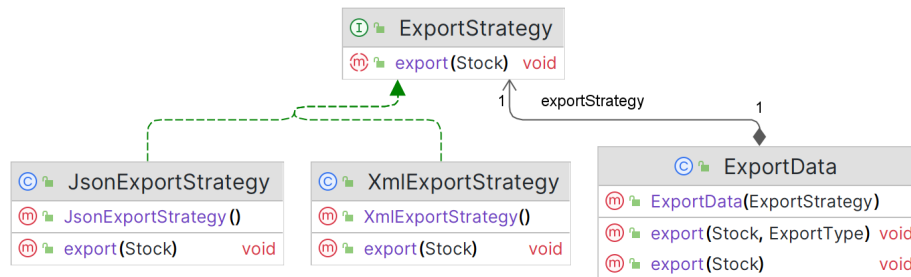 I ExportStrategy
m export(Stock) void
1 exportStrategy 1
C JsonExportStrategy
m JsonExportStrategy()
m export(Stock) void
C XmlExportStrategy
m XmlExportStrategy()
m export(Stock) void
C ExportData
m ExportData(ExportStrategy)
m export(Stock, ExportType) void
m export(Stock) void